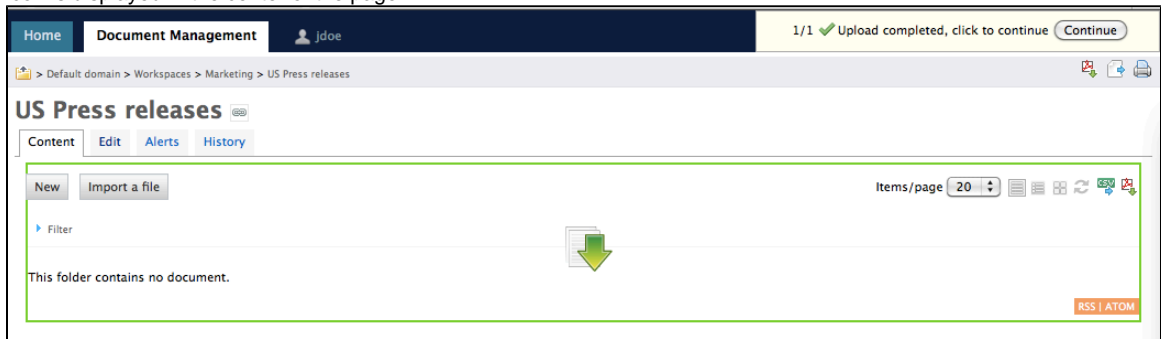 Home Document Management jdoe 1/1 Upload completed, click to continue Continue
> Default domain > Workspaces > Marketing > US Press releases
US Press releases
Content Edit Alerts History
New Import a file Items/page 20 CSV
Filter
This folder contains no document.
RSS | ATOM